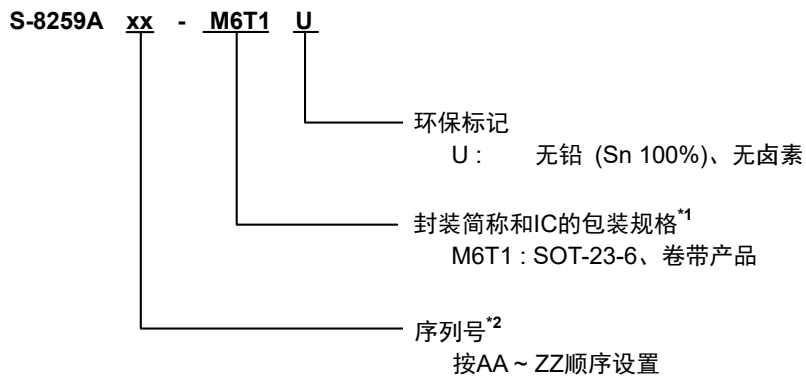 S-8259A xx - M6T1 U
环保标记
U : 无铅 (Sn 100%)、无卤素
封装简称和IC的包装规格*1
M6T1 : SOT-23-6、卷带产品
序列号*2
按AA ~ ZZ顺序设置